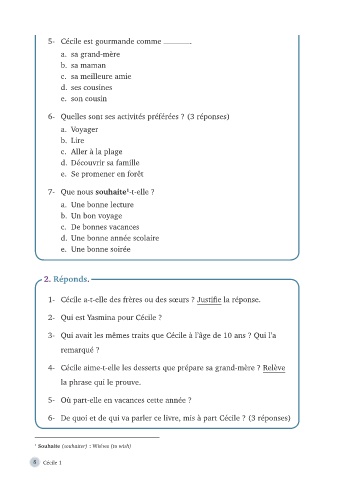 5- Cécile est gourmande comme ............
a. sa grand-mère
b. sa maman
c. sa meilleure amie
d. ses cousines
e. son cousin
6- Quelles sont ses activités préférées ? (3 réponses)
a. Voyager
b. Lire
c. Aller à la plage
d. Découvrir sa famille
e. Se promener en forêt
7- Que nous souhaite¹-t-elle ?
a. Une bonne lecture
b. Un bon voyage
c. De bonnes vacances
d. Une bonne année scolaire
e. Une bonne soirée
2. Réponds.
1- Cécile a-t-elle des frères ou des sœurs ? Justifie la réponse.
2- Qui est Yasmina pour Cécile ?
3- Qui avait les mêmes traits que Cécile à l'âge de 10 ans ? Qui l'a
remarqué ?
4- Cécile aime-t-elle les desserts que prépare sa grand-mère ? Relève
la phrase qui le prouve.
5- Où part-elle en vacances cette année ?
6- De quoi et de qui va parler ce livre, mis à part Cécile ? (3 réponses)
¹ Souhaite (souhaiter) : Wishes (to wish)
8 Cécile 1